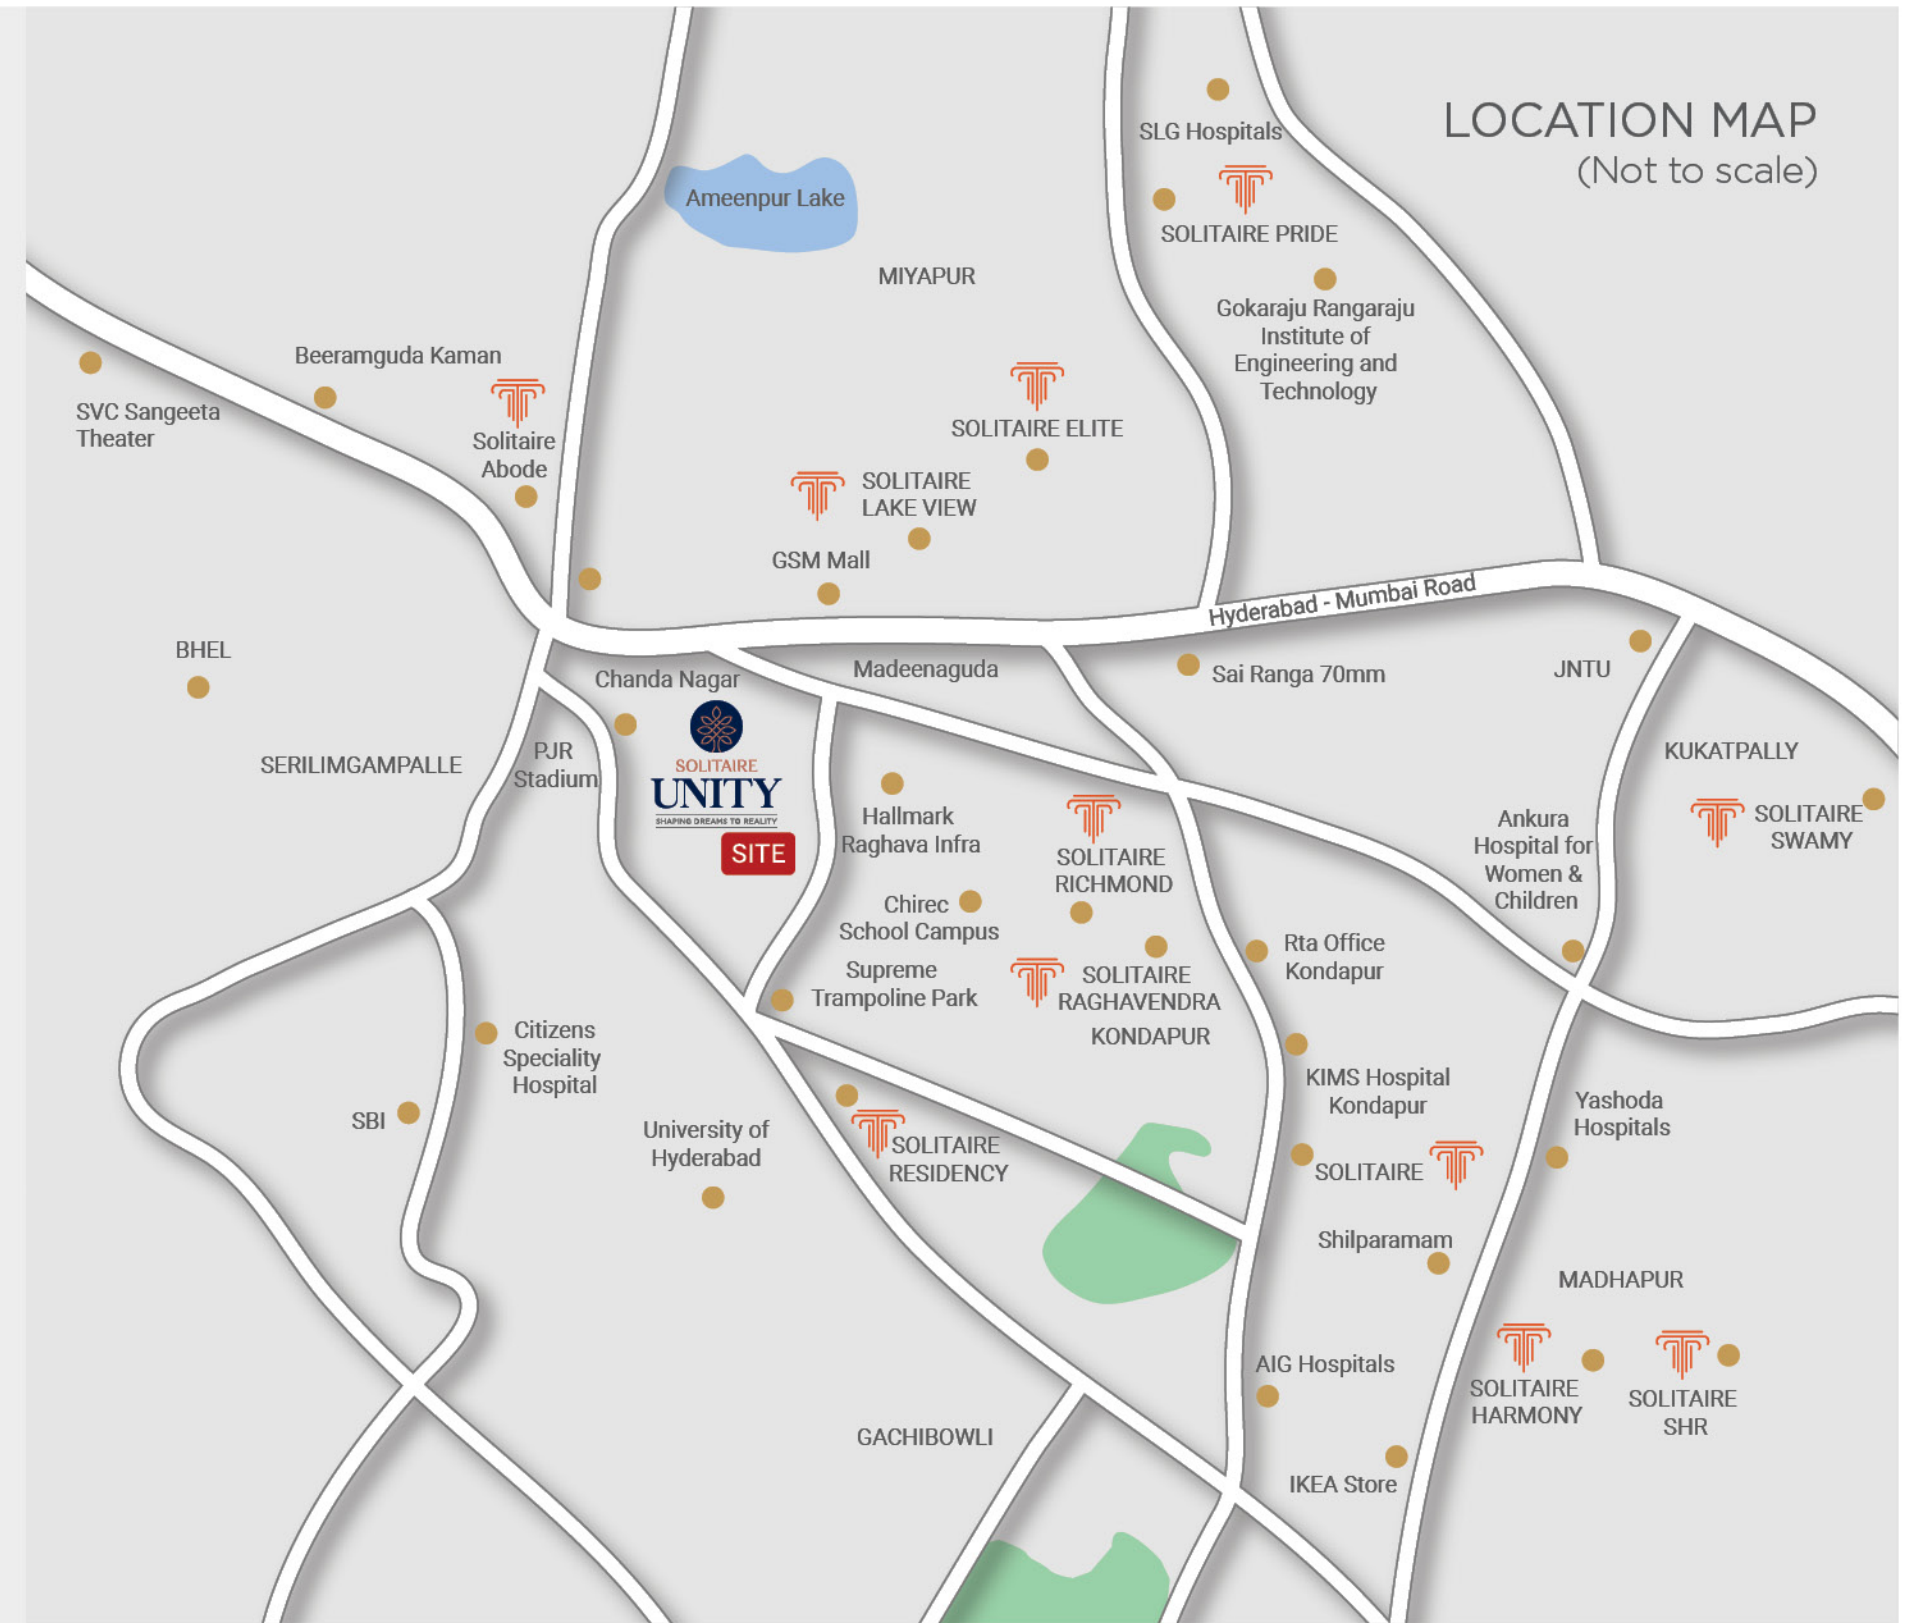 LOCATION MAP
(Not to scale)
SLG Hospitals
SOLITAIRE PRIDE
Ameenpur Lake
MIYAPUR
Gokaraju Rangaraju
Institute of
Engineering and
Technology
Beeramguda Kaman
SVC Sangeeta
Theater
Solitaire
Abode
SOLITAIRE ELITE
SOLITAIRE
LAKE VIEW
GSM Mall
Hyderabad - Mumbai Road
BHEL
Chanda Nagar
Madeenaguda
Sai Ranga 70mm
JNTU
SERILIMGAMPALLE
PJR
Stadium
SOLITAIRE
UNITY
SHAPING DREAMS TO REALITY
SITE
KUKATPALLY
SOLITAIRE
SWAMY
Hallmark
Raghava Infra
SOLITAIRE
RICHMOND
Ankura
Hospital for
Women &
Children
Chirec
School Campus
Supreme
Trampoline Park
SOLITAIRE
RAGHAVENDRA
KONDAPUR
Rta Office
Kondapur
Citizens
Speciality
Hospital
SBI
University of
Hyderabad
SOLITAIRE
RESIDENCY
KIMS Hospital
Kondapur
Yashoda
Hospitals
SOLITAIRE
Shilparamam
MADHAPUR
AIG Hospitals
SOLITAIRE
HARMONY
SOLITAIRE
SHR
GACHIBOWLI
IKEA Store